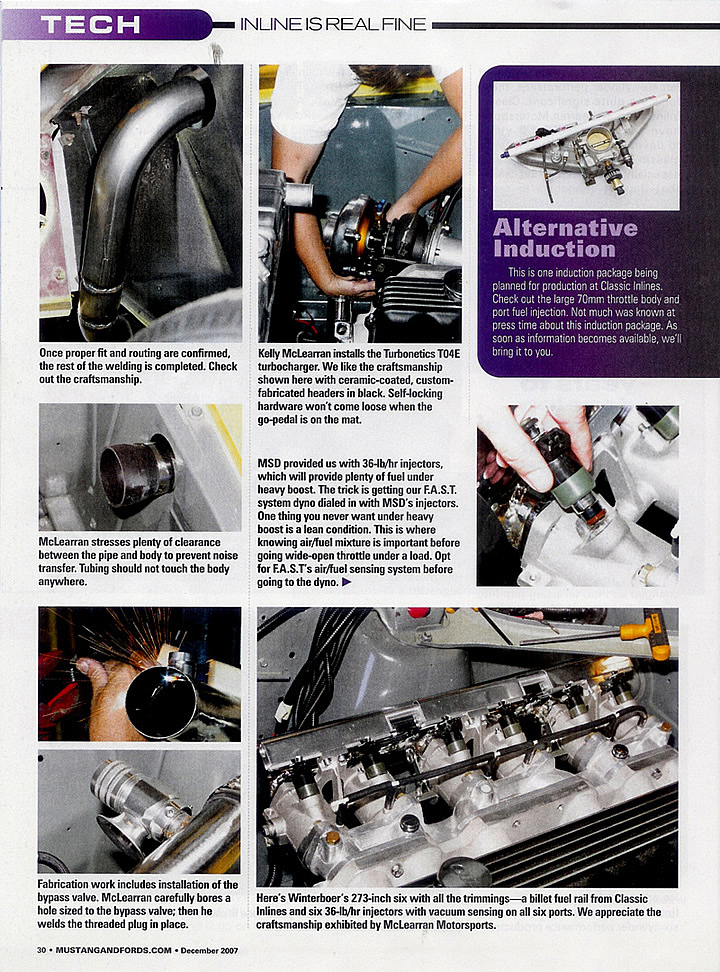 TECH
INLINE IS REAL FINE
Once proper fit and routing are confirmed,
the rest of the welding is completed. Check
out the craftsmanship.
Kelly McLearran installs the Turbonetics T04E
turbocharger. We like the craftsmanship
shown here with ceramic-coated, custom-
fabricated headers in black. Self-locking
hardware won't come loose when the
go-pedal is on the mat.
Alternative
Induction
This is one induction package being
planned for production at Classic Inlines.
Check out the large 70mm throttle body and
port fuel injection. Not much was known at
press time about this induction package. As
soon as information becomes available, we'll
bring it to you.
McLearran stresses plenty of clearance
between the pipe and body to prevent noise
transfer. Tubing should not touch the body
anywhere.
MSD provided us with 36-lb/hr injectors,
which will provide plenty of fuel under
heavy boost. The trick is getting our F.A.S.T.
system dyno dialed in with MSD's injectors.
One thing you never want under heavy
boost is a lean condition. This is where
knowing air/fuel mixture is important before
going wide-open throttle under a load. Opt
for F.A.S.T's air/fuel sensing system before
going to the dyno. ▶
Fabrication work includes installation of the
bypass valve. McLearran carefully bores a
hole sized to the bypass valve; then he
welds the threaded plug in place.
Here's Winterboer's 273-inch six with all the trimmings—a billet fuel rail from Classic
Inlines and six 36-lb/hr injectors with vacuum sensing on all six ports. We appreciate the
craftsmanship exhibited by McLearran Motorsports.
30 • MUSTANGANDFORDS.COM • December 2007